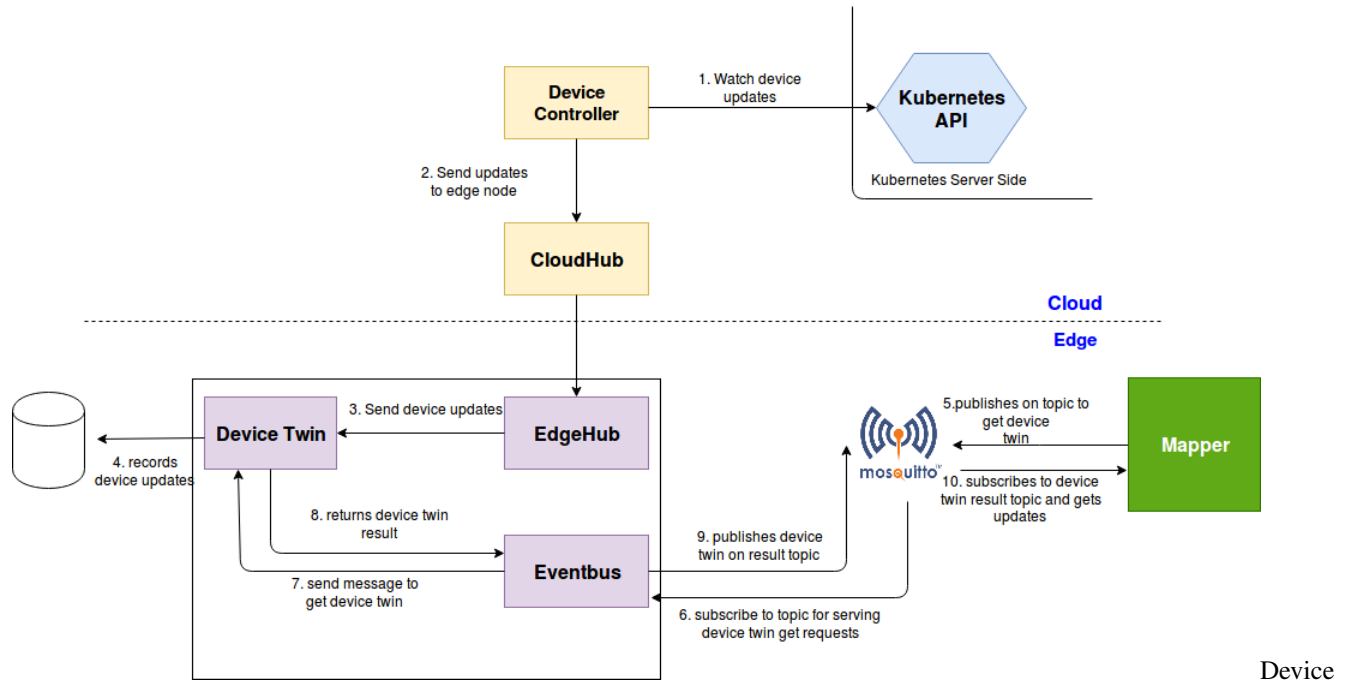 Device
Controller
1. Watch device
updates
Kubernetes
API
Kubernetes Server Side
2. Send updates
to edge node
CloudHub
Cloud
Edge
Device Twin
3. Send device updates
EdgeHub
4. records
device updates
mosquitto
5.publishes on topic to
get device
twin
Mapper
10. subscribes to device
twin result topic and gets
updates
8. returns device twin
result
7. send message to
get device twin
Eventbus
9. publishes device
twin on result topic
6. subscribe to topic for serving
device twin get requests
Device